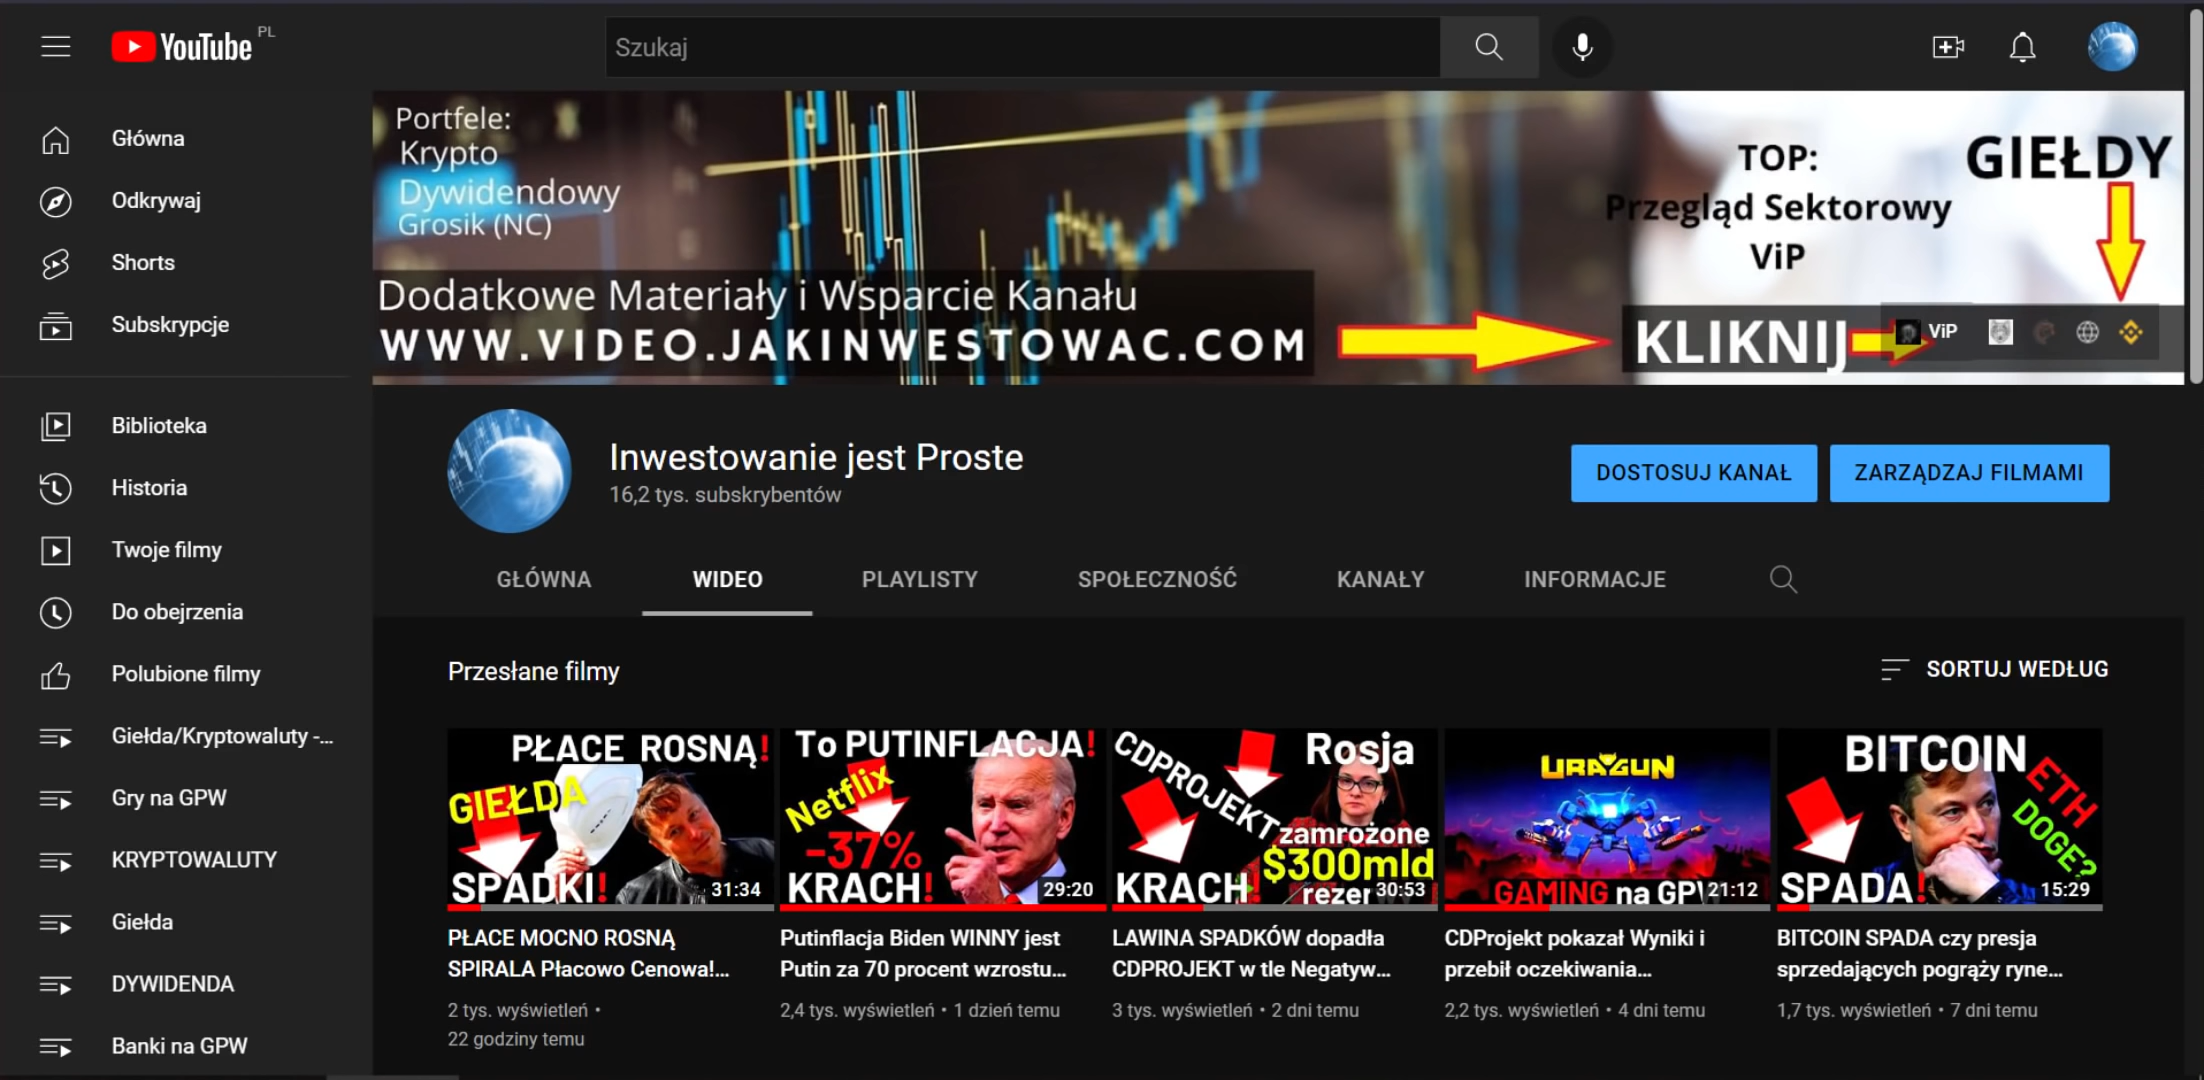 YouTube PL
Szukaj
Główna
Odkrywaj
Shorts
Subskrypcje
Biblioteka
Historia
Twoje filmy
Do obejrzenia
Polubione filmy
Giełda/Kryptowaluty -...
Gry na GPW
KRYPTOWALUTY
Giełda
DYWIDENDA
Banki na GPW
Portfele:
Krypto
Dywidendowy
Grosik (NC)
Dodatkowe Materiały i Wsparcie Kanału
WWW.VIDEO.JAKINWESTOWAC.COM
TOP:
Przegląd Sektorowy
ViP
GIEŁDY
KLIKNIJ
ViP
Inwestowanie jest Proste
16,2 tys. subskrybentów
DOSTOSUJ KANAŁ
ZARZĄDZAJ FILMAMI
GŁÓWNA
WIDEO
PLAYLISTY
SPOŁECZNOŚĆ
KANAŁY
INFORMACJE
Przesłane filmy
SORTUJ WEDŁUG
PŁACE ROSNĄ!
GIEŁDA
SPADKI!
31:34
PŁACE MOCNO ROSNĄ
SPIRALA Płacowo Cenowa!...
2 tys. wyświetleń •
22 godziny temu
To PUTINFLACJA!
Netflix
-37%
KRACH!
29:20
Putinflacja Biden WINNY jest
Putin za 70 procent wzrostu...
2,4 tys. wyświetleń • 1 dzień temu
CDPROJEKT
Rosja
zamrożone
$300mld
rezer
KRACH!
30:53
LAWINA SPADKÓW dopadła
CDPROJEKT w tle Negatyw...
3 tys. wyświetleń • 2 dni temu
URAGUN
GAMING na GPW
21:12
CDProjekt pokazał Wyniki i
przebił oczekiwania...
2,2 tys. wyświetleń • 4 dni temu
BITCOIN
ETH
DOGE?
SPADA!
15:29
BITCOIN SPADA czy presja
sprzedających pogrąży ryne...
1,7 tys. wyświetleń • 7 dni temu